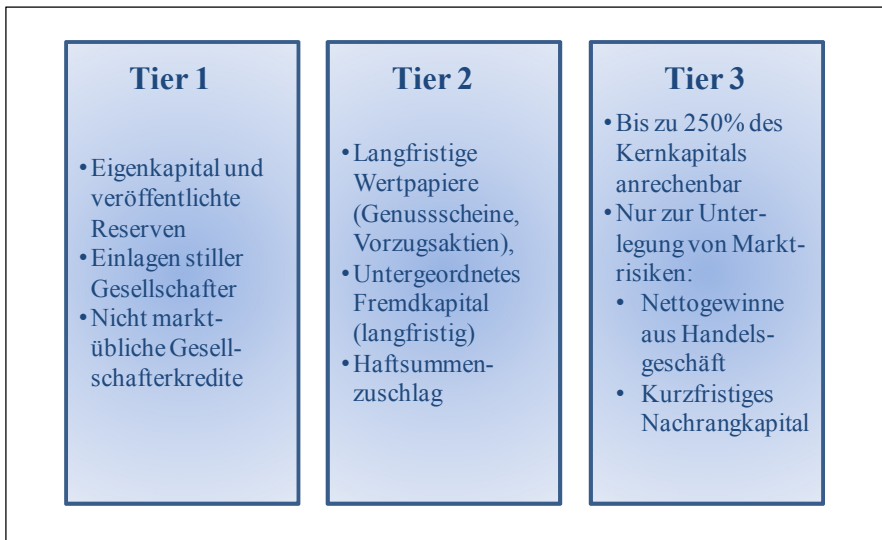 Tier 1
• Eigenkapital und
veröffentlichte
Reserven
• Einlagen stiller
Gesellschafter
• Nicht markt-
übliche Gesell-
schafterkredite
Tier 2
• Langfristige
Wertpapiere
(Genussscheine,
Vorzugsaktien),
• Untergeordnetes
Fremdkapital
(langfristig)
• Haftsummen-
zuschlag
Tier 3
• Bis zu 250% des
Kernkapitals
anrechenbar
• Nur zur Unter-
legung von Markt-
risiken:
• Nettogewinne
aus Handels-
geschäft
• Kurzfristiges
Nachrangkapital